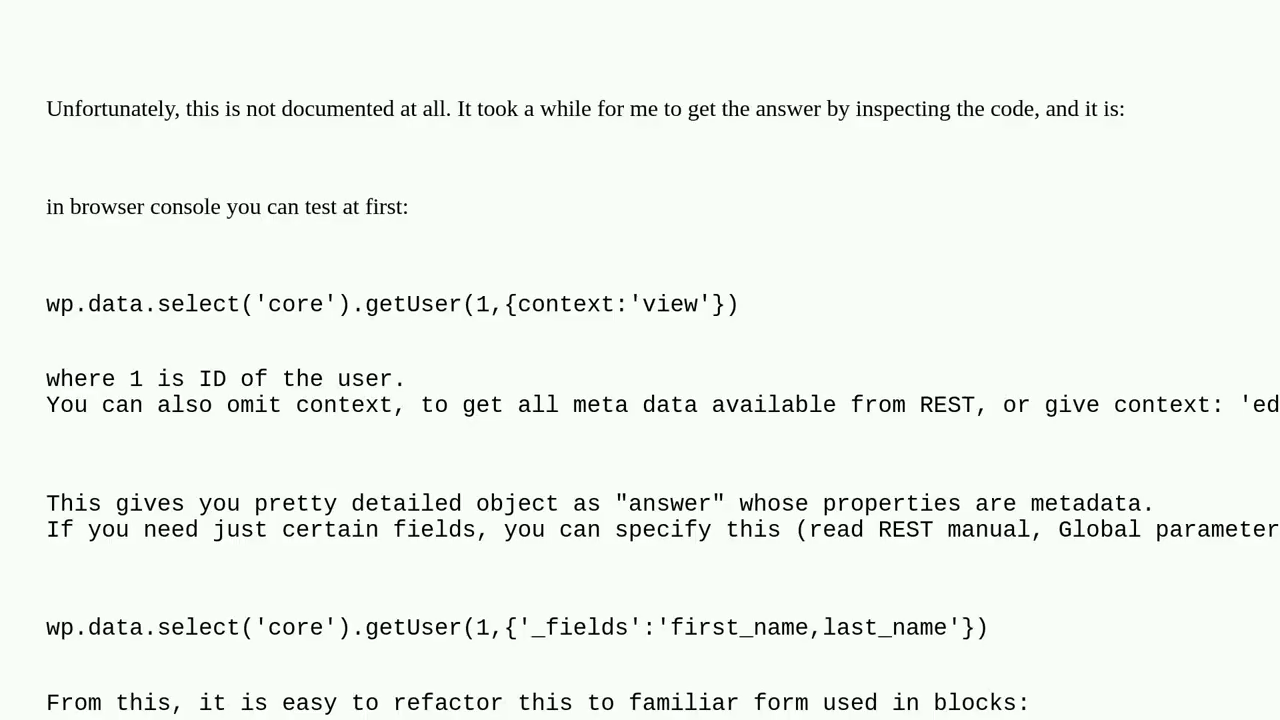 Unfortunately, this is not documented at all. It took a while for me to get the answer by inspecting the code, and it is:
in browser console you can test at first:
wp.data.select('core').getUser(1,{context:'view'})
where 1 is ID of the user.
You can also omit context, to get all meta data available from REST, or give context: 'ed
This gives you pretty detailed object as "answer" whose properties are metadata.
If you need just certain fields, you can specify this (read REST manual, Global parameter
wp.data.select('core').getUser(1,{'_fields':'first_name,last_name'})
From this, it is easy to refactor this to familiar form used in blocks: